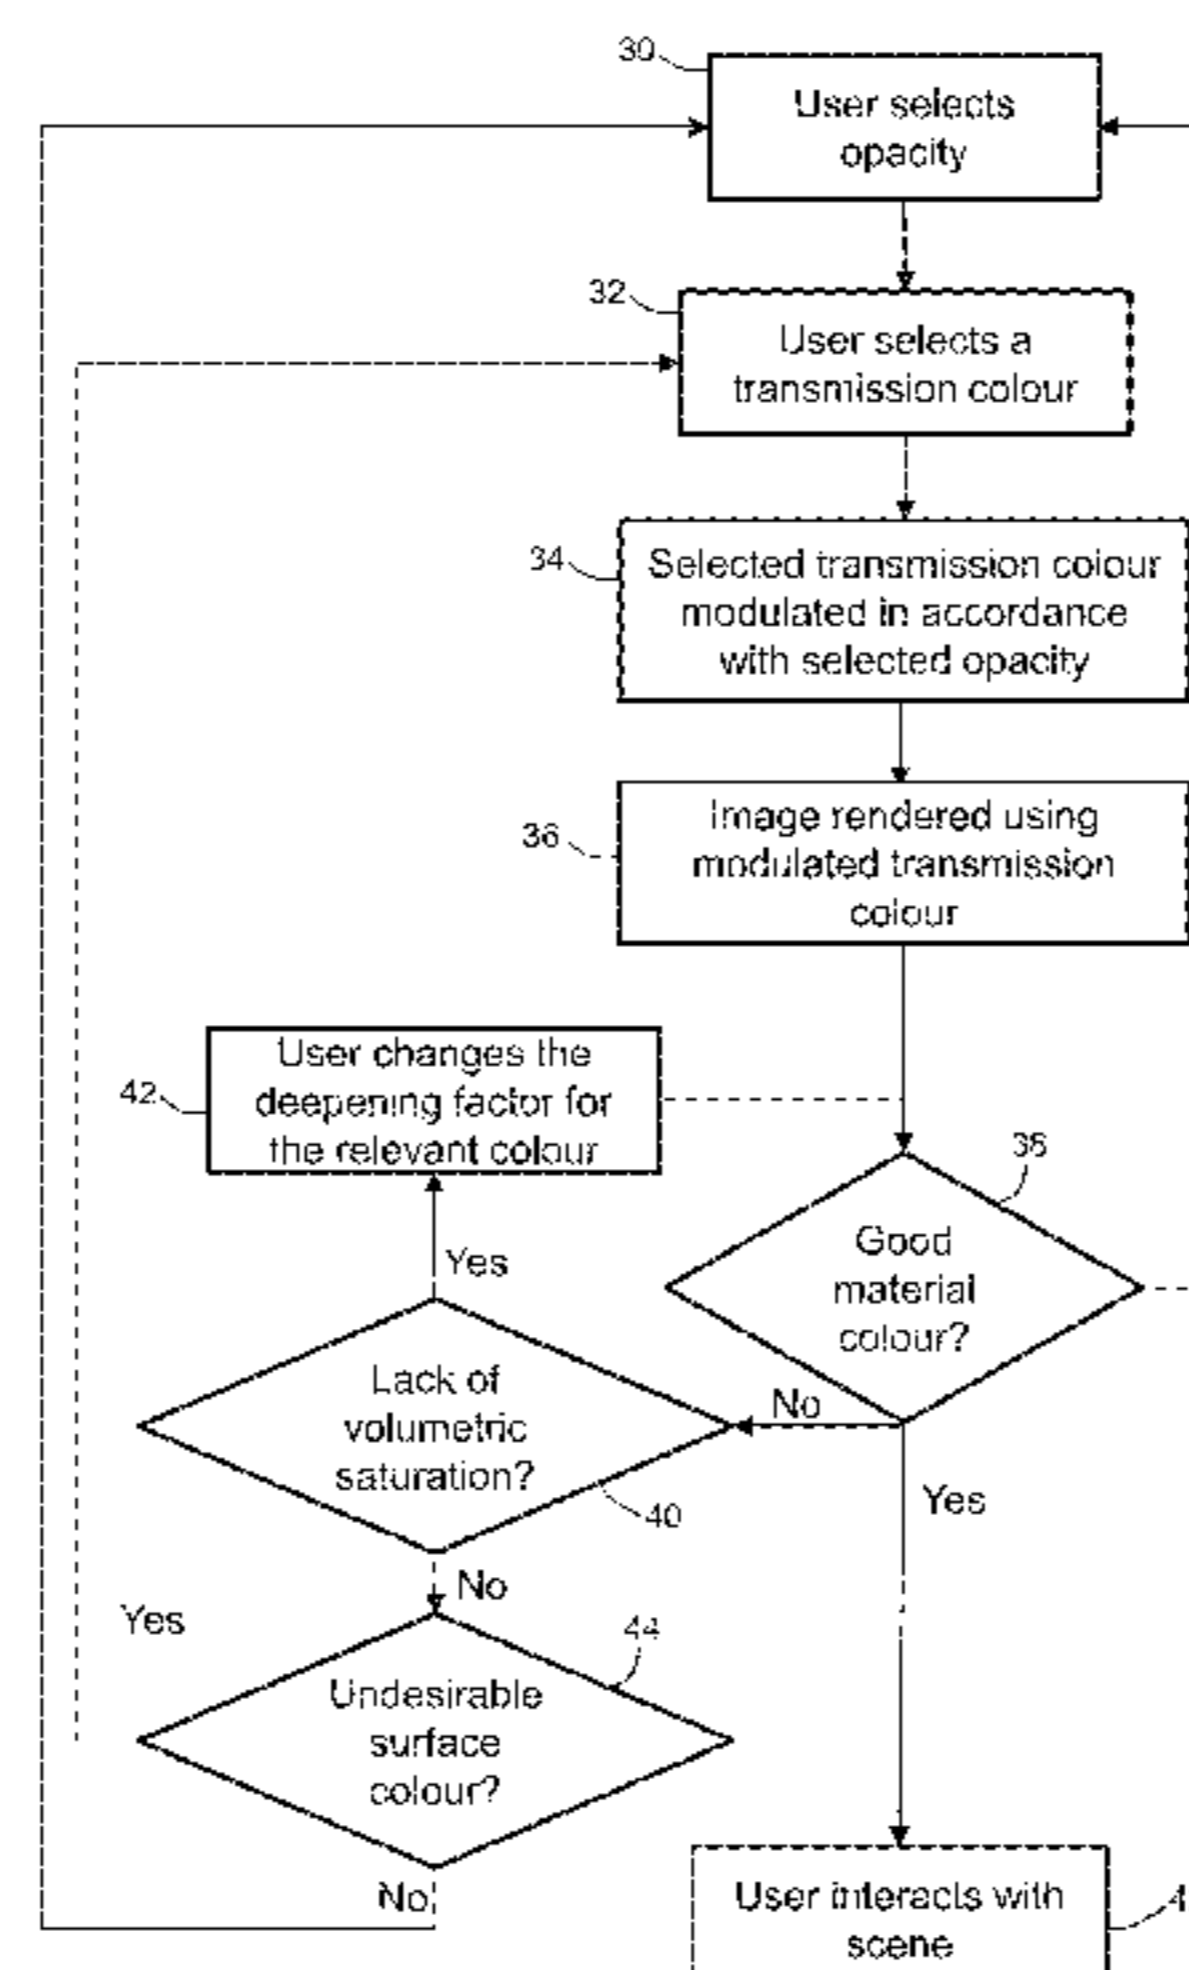 30
User selects
opacity
32
User selects a
transmission colour
34
Selected transmission colour
modulated in accordance
with selected opacity
36
Image rendered using
modulated transmission
colour
42
User changes the
deepening factor for
the relevant colour
38
Good
material
colour?
Yes
Lack of
volumetric
saturation?
No
40
Yes
No
Yes
44
Undesirable
surface
colour?
No
User interacts with
scene
4